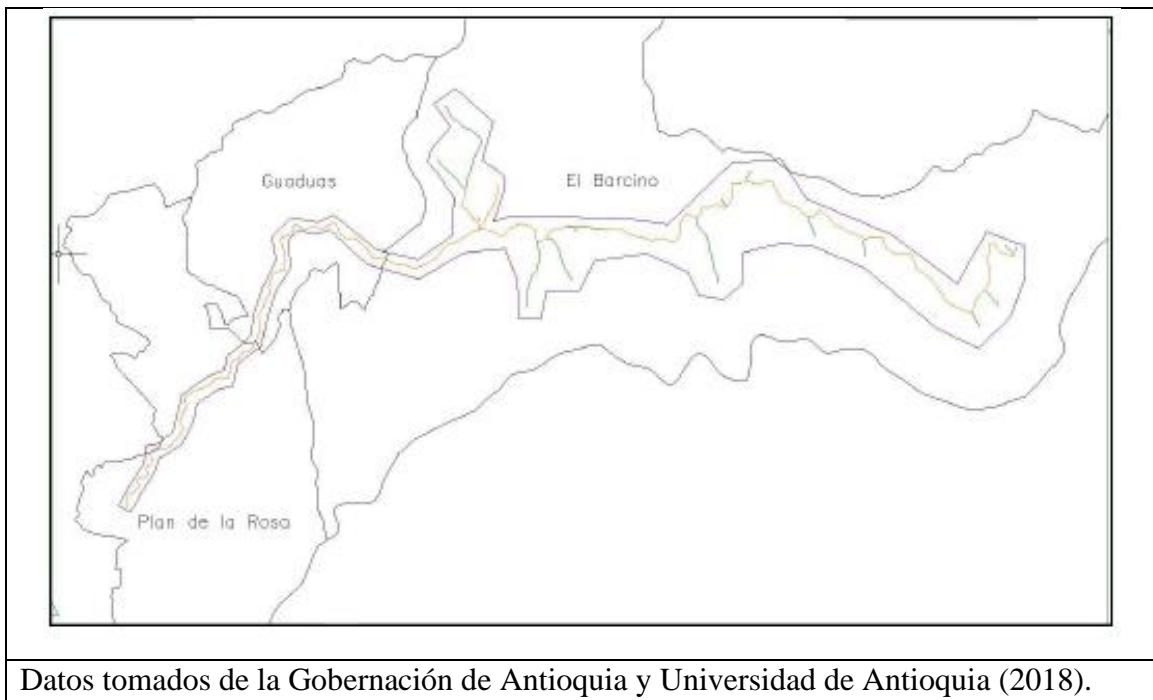 Guaduas
El Barcino
Plan de la Rosa
Datos tomados de la Gobernación de Antioquia y Universidad de Antioquia (2018).